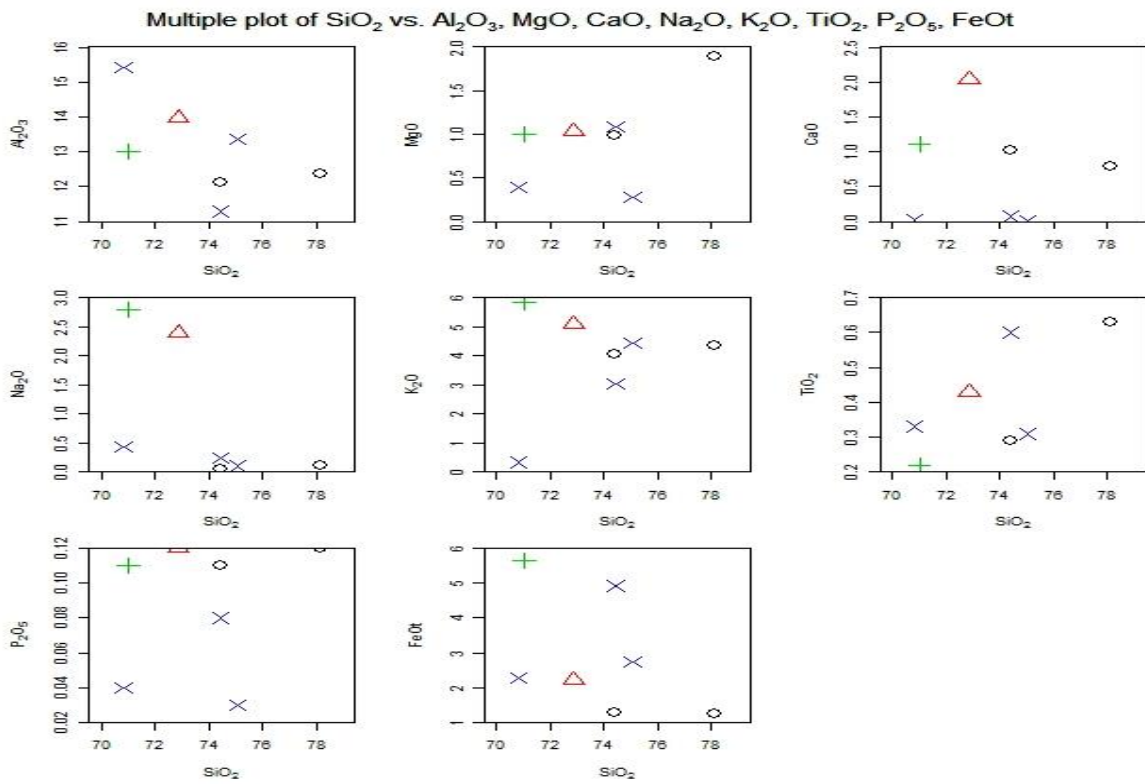 Multiple plot of SiO₂ vs. Al₂O₃, MgO, CaO, Na₂O, K₂O, TiO₂, P₂O₅, FeOt
Al₂O₃
16
15
14
13
12
11
70 72 74 76 78
SiO₂
MgO
2.0
1.5
1.0
0.5
0.0
70 72 74 76 78
SiO₂
CaO
2.5
2.0
1.5
1.0
0.5
0.0
70 72 74 76 78
SiO₂
Na₂O
3.0
2.5
2.0
1.5
1.0
0.5
0.0
70 72 74 76 78
SiO₂
K₂O
6
5
4
3
2
1
0
70 72 74 76 78
SiO₂
TiO₂
0.7
0.6
0.5
0.4
0.3
0.2
70 72 74 76 78
SiO₂
P₂O₅
0.12
0.10
0.08
0.06
0.04
0.02
70 72 74 76 78
SiO₂
FeOt
6
5
4
3
2
1
70 72 74 76 78
SiO₂